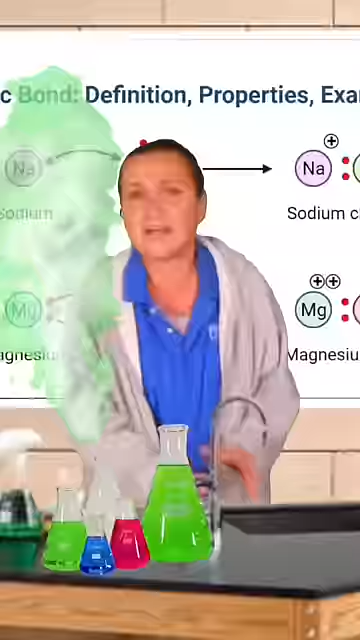 c Bond: Definition, Properties, Exa
Na
Na
Sodium
Sodium c
Mg
Mg
agnesiu
Magnesiu